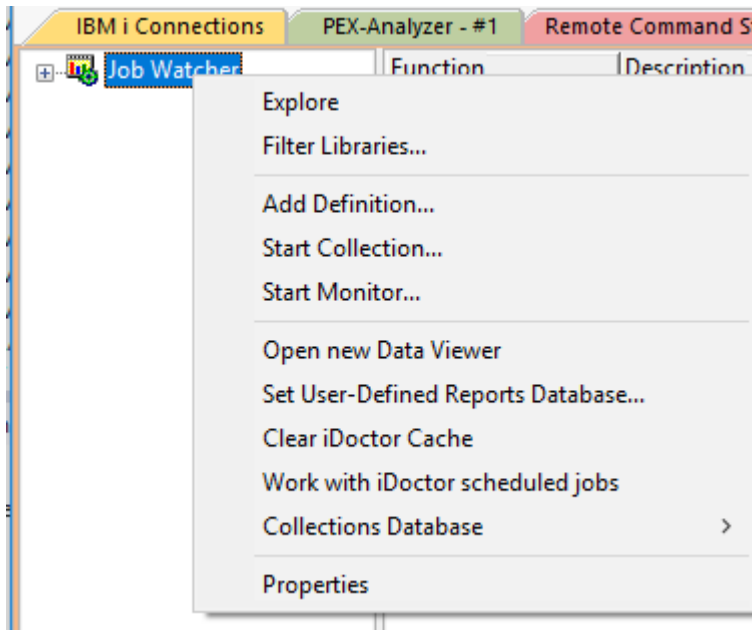 IBM i Connections PEX-Analyzer - #1 Remote Command S
Job Watcher Function Description
Explore
Filter Libraries...
Add Definition...
Start Collection...
Start Monitor...
Open new Data Viewer
Set User-Defined Reports Database...
Clear iDoctor Cache
Work with iDoctor scheduled jobs
Collections Database
Properties